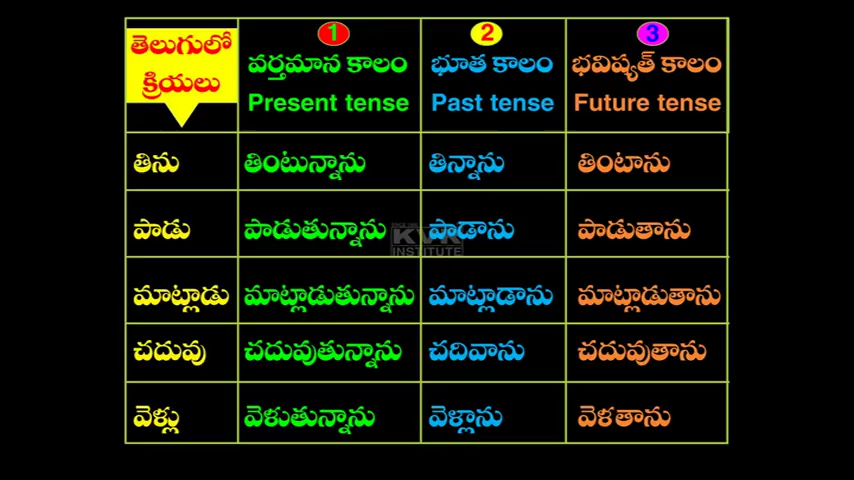 తెలుగులో
క్రియలు
1
వర్తమాన కాలం
Present tense
2
భూత కాలం
Past tense
3
భవిష్యత్ కాలం
Future tense
తిను తింటున్నాను తిన్నాను తింటాను
పాడు పాడుతున్నాను పాడాను పాడుతాను
మాట్లాడు మాట్లాడుతున్నాను మాట్లాడాను మాట్లాడుతాను
చదువు చదువుతున్నాను చదివాను చదువుతాను
వెళ్లు వెళుతున్నాను వెళ్లాను వెళతాను
KVR
INSTITUTE